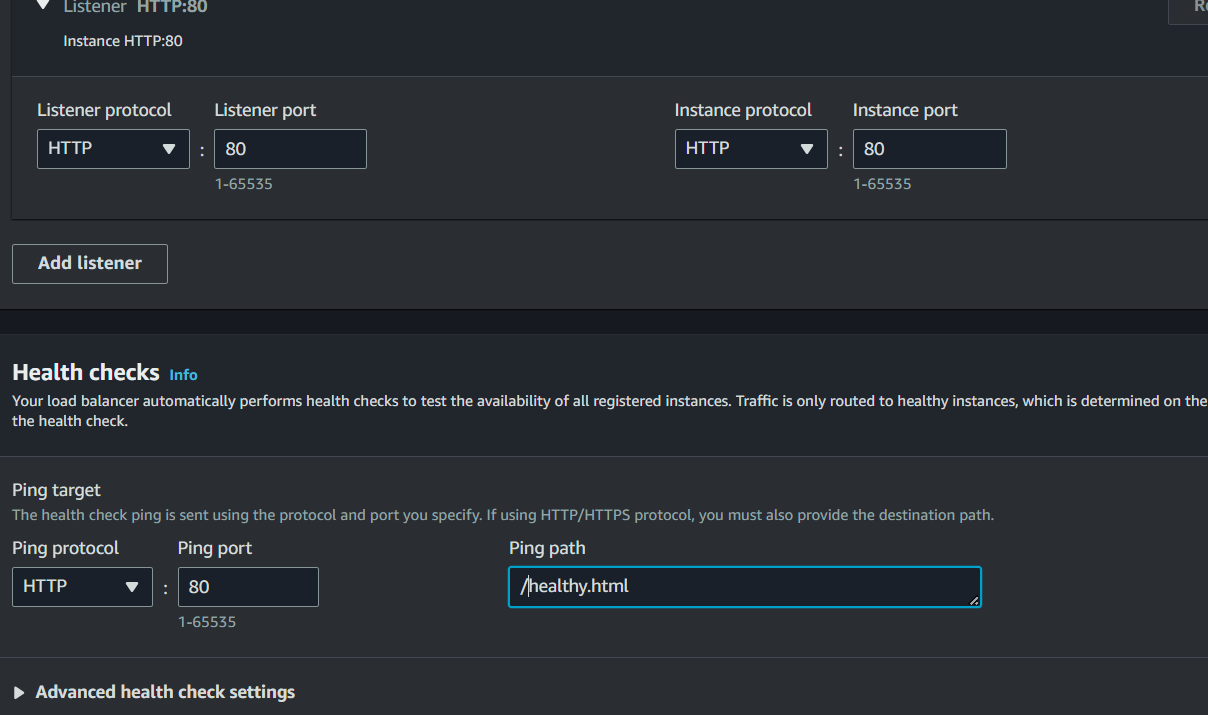 Listener HTTP:80
Instance HTTP:80
Listener protocol Listener port Instance protocol Instance port
HTTP : 80 HTTP : 80
1-65535 1-65535
Add listener
Health checks Info
Your load balancer automatically performs health checks to test the availability of all registered instances. Traffic is only routed to healthy instances, which is determined on the
the health check.
Ping target
The health check ping is sent using the protocol and port you specify. If using HTTP/HTTPS protocol, you must also provide the destination path.
Ping protocol Ping port Ping path
HTTP : 80 /healthy.html
1-65535
Advanced health check settings